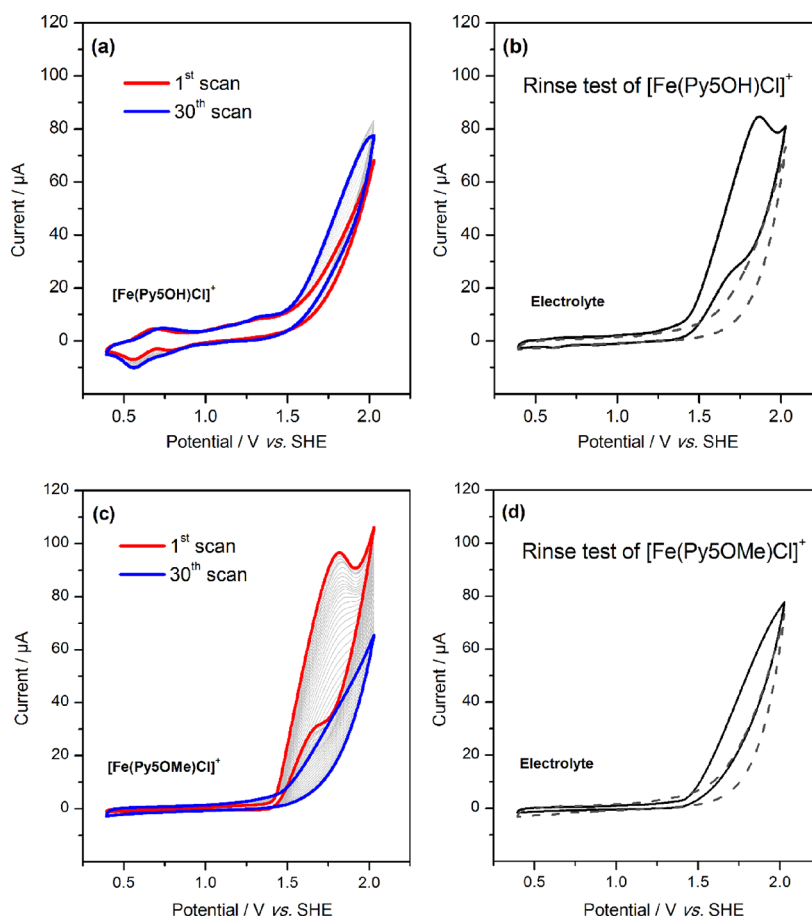 (a)
1st scan
30th scan
[Fe(Py5OH)Cl]+
Current / µA
120
100
80
60
40
20
0
0.5
1.0
1.5
2.0
Potential / V vs. SHE
(b)
Rinse test of [Fe(Py5OH)Cl]+
Electrolyte
Current / µA
120
100
80
60
40
20
0
0.5
1.0
1.5
2.0
Potential / V vs. SHE
(c)
1st scan
30th scan
[Fe(Py5OMe)Cl]+
Current / µA
120
100
80
60
40
20
0
0.5
1.0
1.5
2.0
Potential / V vs. SHE
(d)
Rinse test of [Fe(Py5OMe)Cl]+
Electrolyte
Current / µA
120
100
80
60
40
20
0
0.5
1.0
1.5
2.0
Potential / V vs. SHE